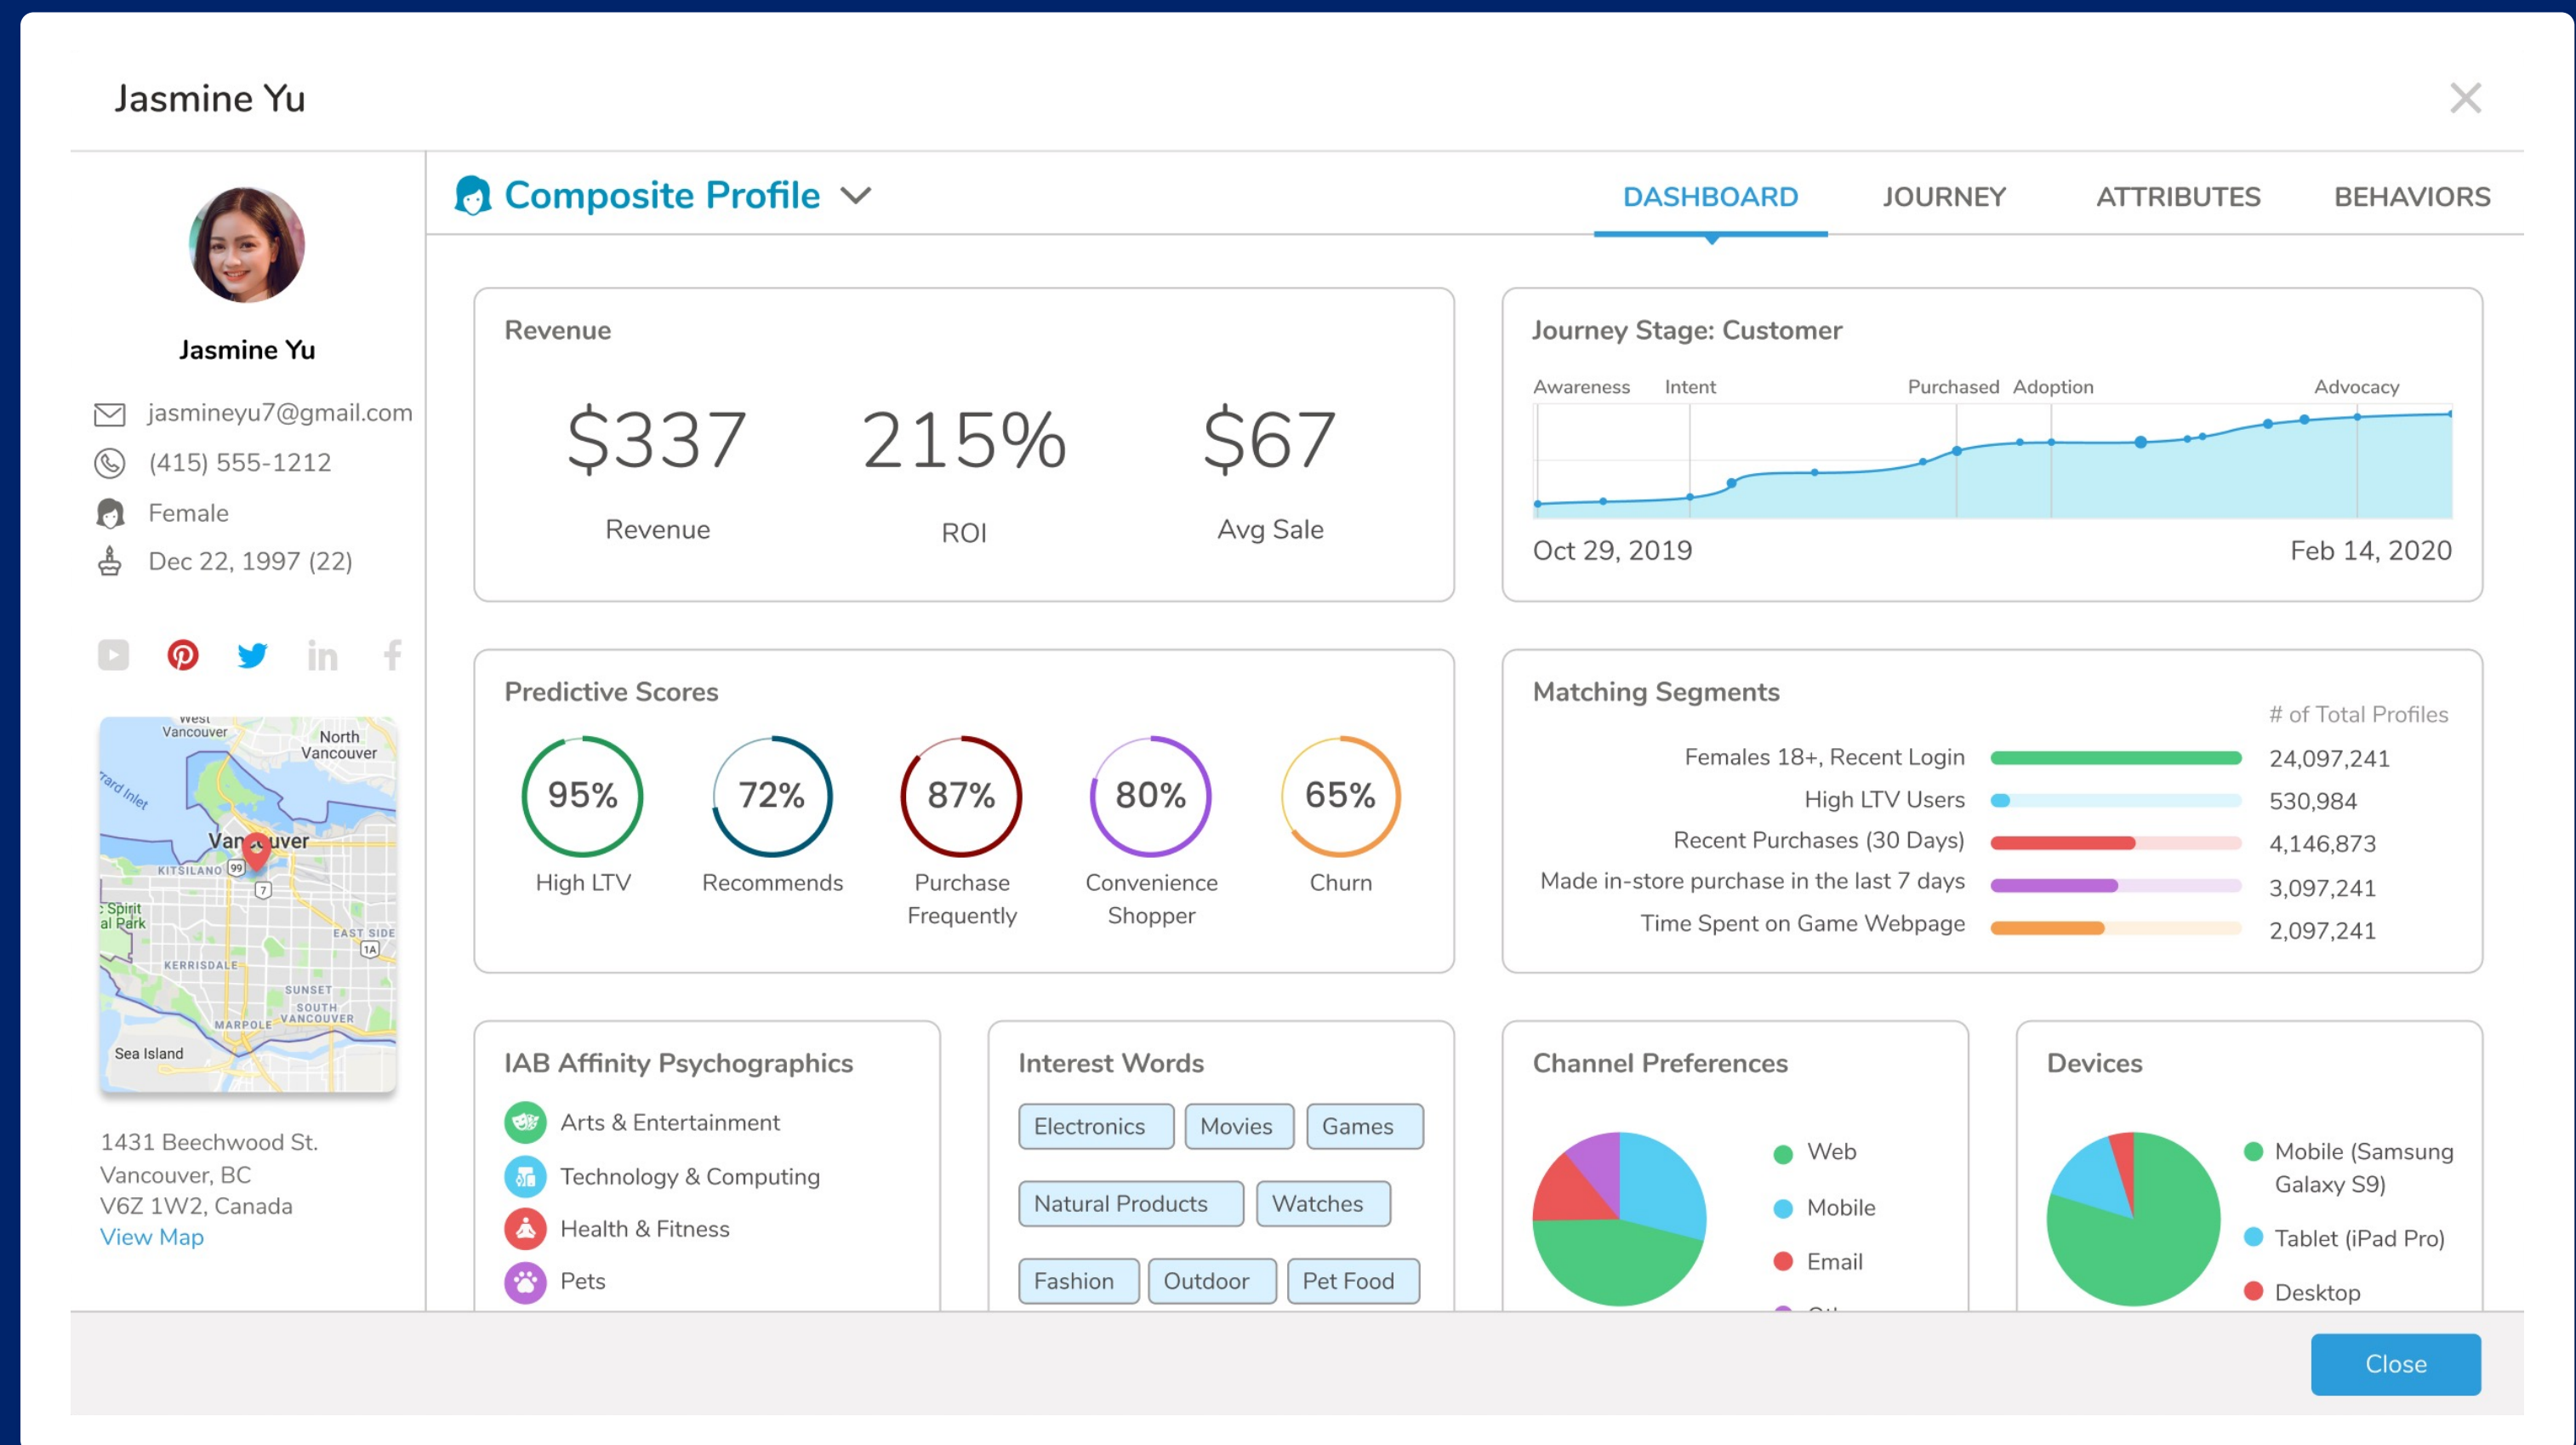 Jasmine Yu
Jasmine Yu
jasmineyu7@gmail.com
(415) 555-1212
Female
Dec 22, 1997 (22)
in
f
West
Vancouver
North
Vancouver
Vancouver
KITSILANO
99
7
EAST SIDE
1A
KERRISDALE
SUNSET
SOUTH
VANCOUVER
MARPOLE
Sea Island
1431 Beechwood St.
Vancouver, BC
V6Z 1W2, Canada
View Map
Composite Profile
DASHBOARD
JOURNEY
ATTRIBUTES
BEHAVIORS
Revenue
$337
Revenue
215%
ROI
$67
Avg Sale
Journey Stage: Customer
Awareness Intent Purchased Adoption Advocacy
Oct 29, 2019 Feb 14, 2020
Predictive Scores
95%
High LTV
72%
Recommends
87%
Purchase
Frequently
80%
Convenience
Shopper
65%
Churn
Matching Segments
# of Total Profiles
Females 18+, Recent Login 24,097,241
High LTV Users 530,984
Recent Purchases (30 Days) 4,146,873
Made in-store purchase in the last 7 days 3,097,241
Time Spent on Game Webpage 2,097,241
IAB Affinity Psychographics
Arts & Entertainment
Technology & Computing
Health & Fitness
Pets
Interest Words
Electronics Movies Games
Natural Products Watches
Fashion Outdoor Pet Food
Channel Preferences
Web
Mobile
Email
Devices
Mobile (Samsung
Galaxy S9)
Tablet (iPad Pro)
Desktop
Close